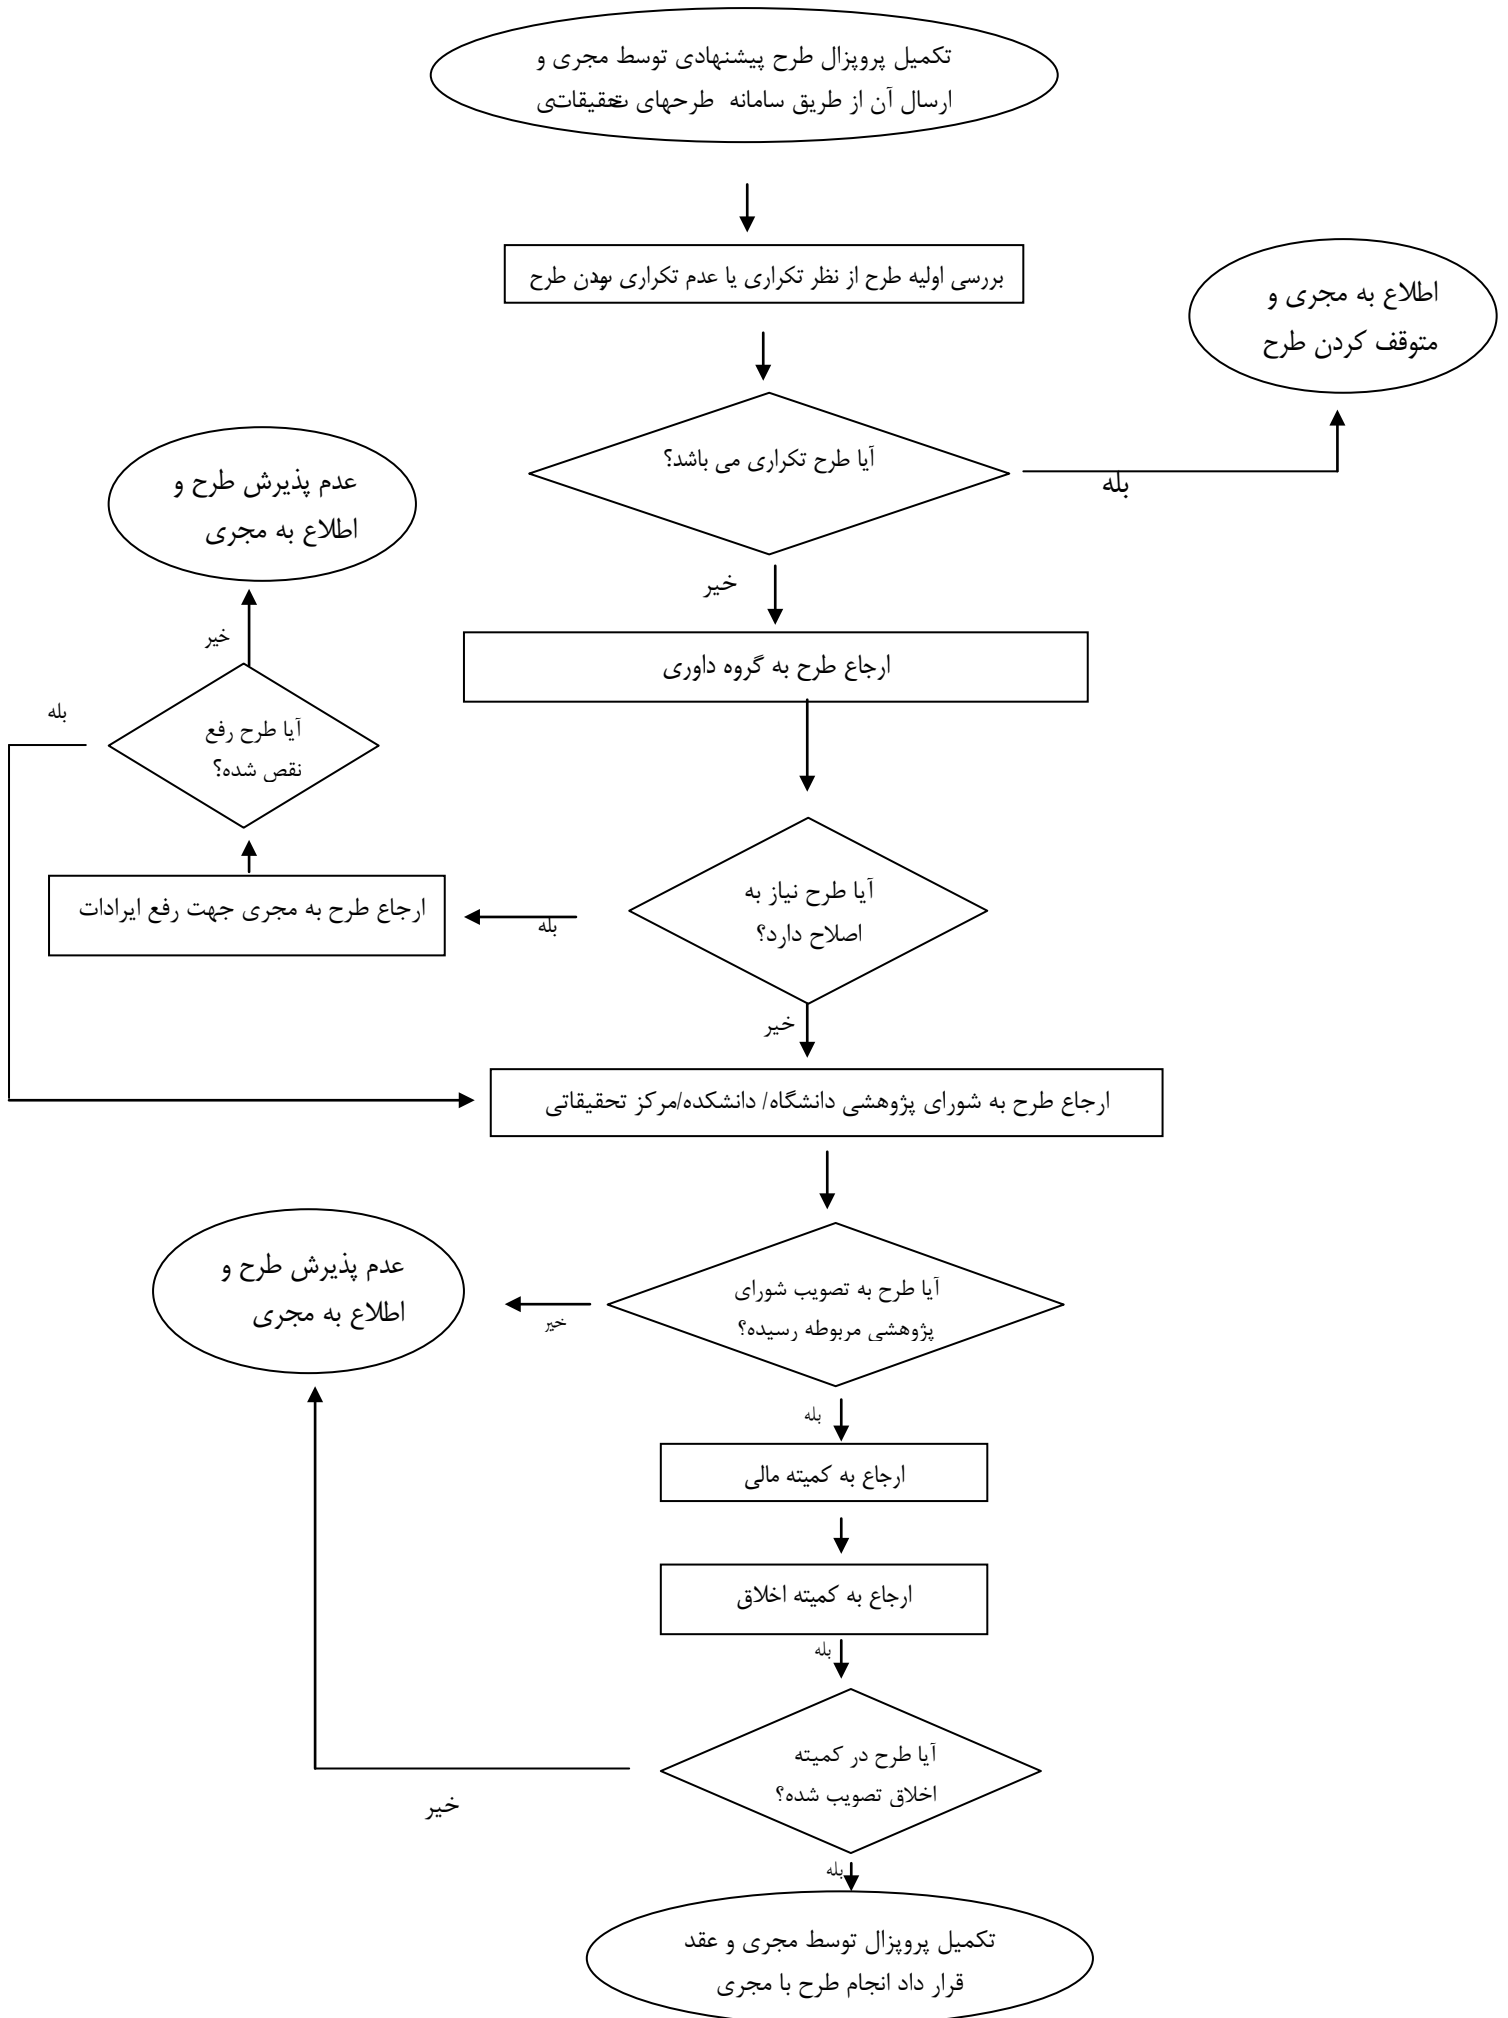 تکمیل پروپزال طرح پیشنهادی توسط مجری و
ارسال آن از طریق سامانه طرحهای تحقیقاتی
بررسی اولیه طرح از نظر تکراری یا عدم تکراری بودن طرح
اطلاع به مجری و
متوقف کردن طرح
آیا طرح تکراری می باشد؟
بله
خیر
عدم پذیرش طرح و
اطلاع به مجری
خیر
ارجاع طرح به گروه داوری
بله
آیا طرح رفع
نقص شده؟
آیا طرح نیاز به
اصلاح دارد؟
بله
ارجاع طرح به مجری جهت رفع ایرادات
خیر
ارجاع طرح به شورای پژوهشی دانشگاه/ دانشکده/مرکز تحقیقاتی
عدم پذیرش طرح و
اطلاع به مجری
آیا طرح به تصویب شورای
پژوهشی مربوطه رسیده؟
خیر
بله
ارجاع به کمیته مالی
ارجاع به کمیته اخلاق
بله
آیا طرح در کمیته
اخلاق تصویب شده؟
خیر
بله
تکمیل پروپزال توسط مجری و عقد
قرار داد انجام طرح با مجری